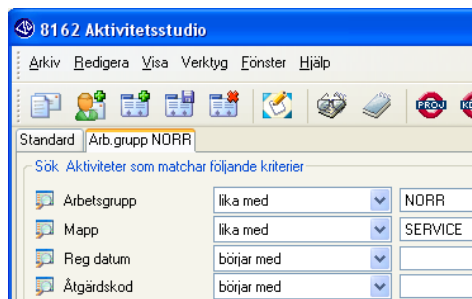 8162 Aktivitetsstudio
Arkiv Redigera Visa Verktyg Fönster Hjälp
PROJ
Standard Arb.grupp NORR
Sök Aktiviteter som matchar följande kriterier
Arbetsgrupp lika med NORR
Mapp lika med SERVICE
Reg datum börjar med
Åtgärdskod börjar med